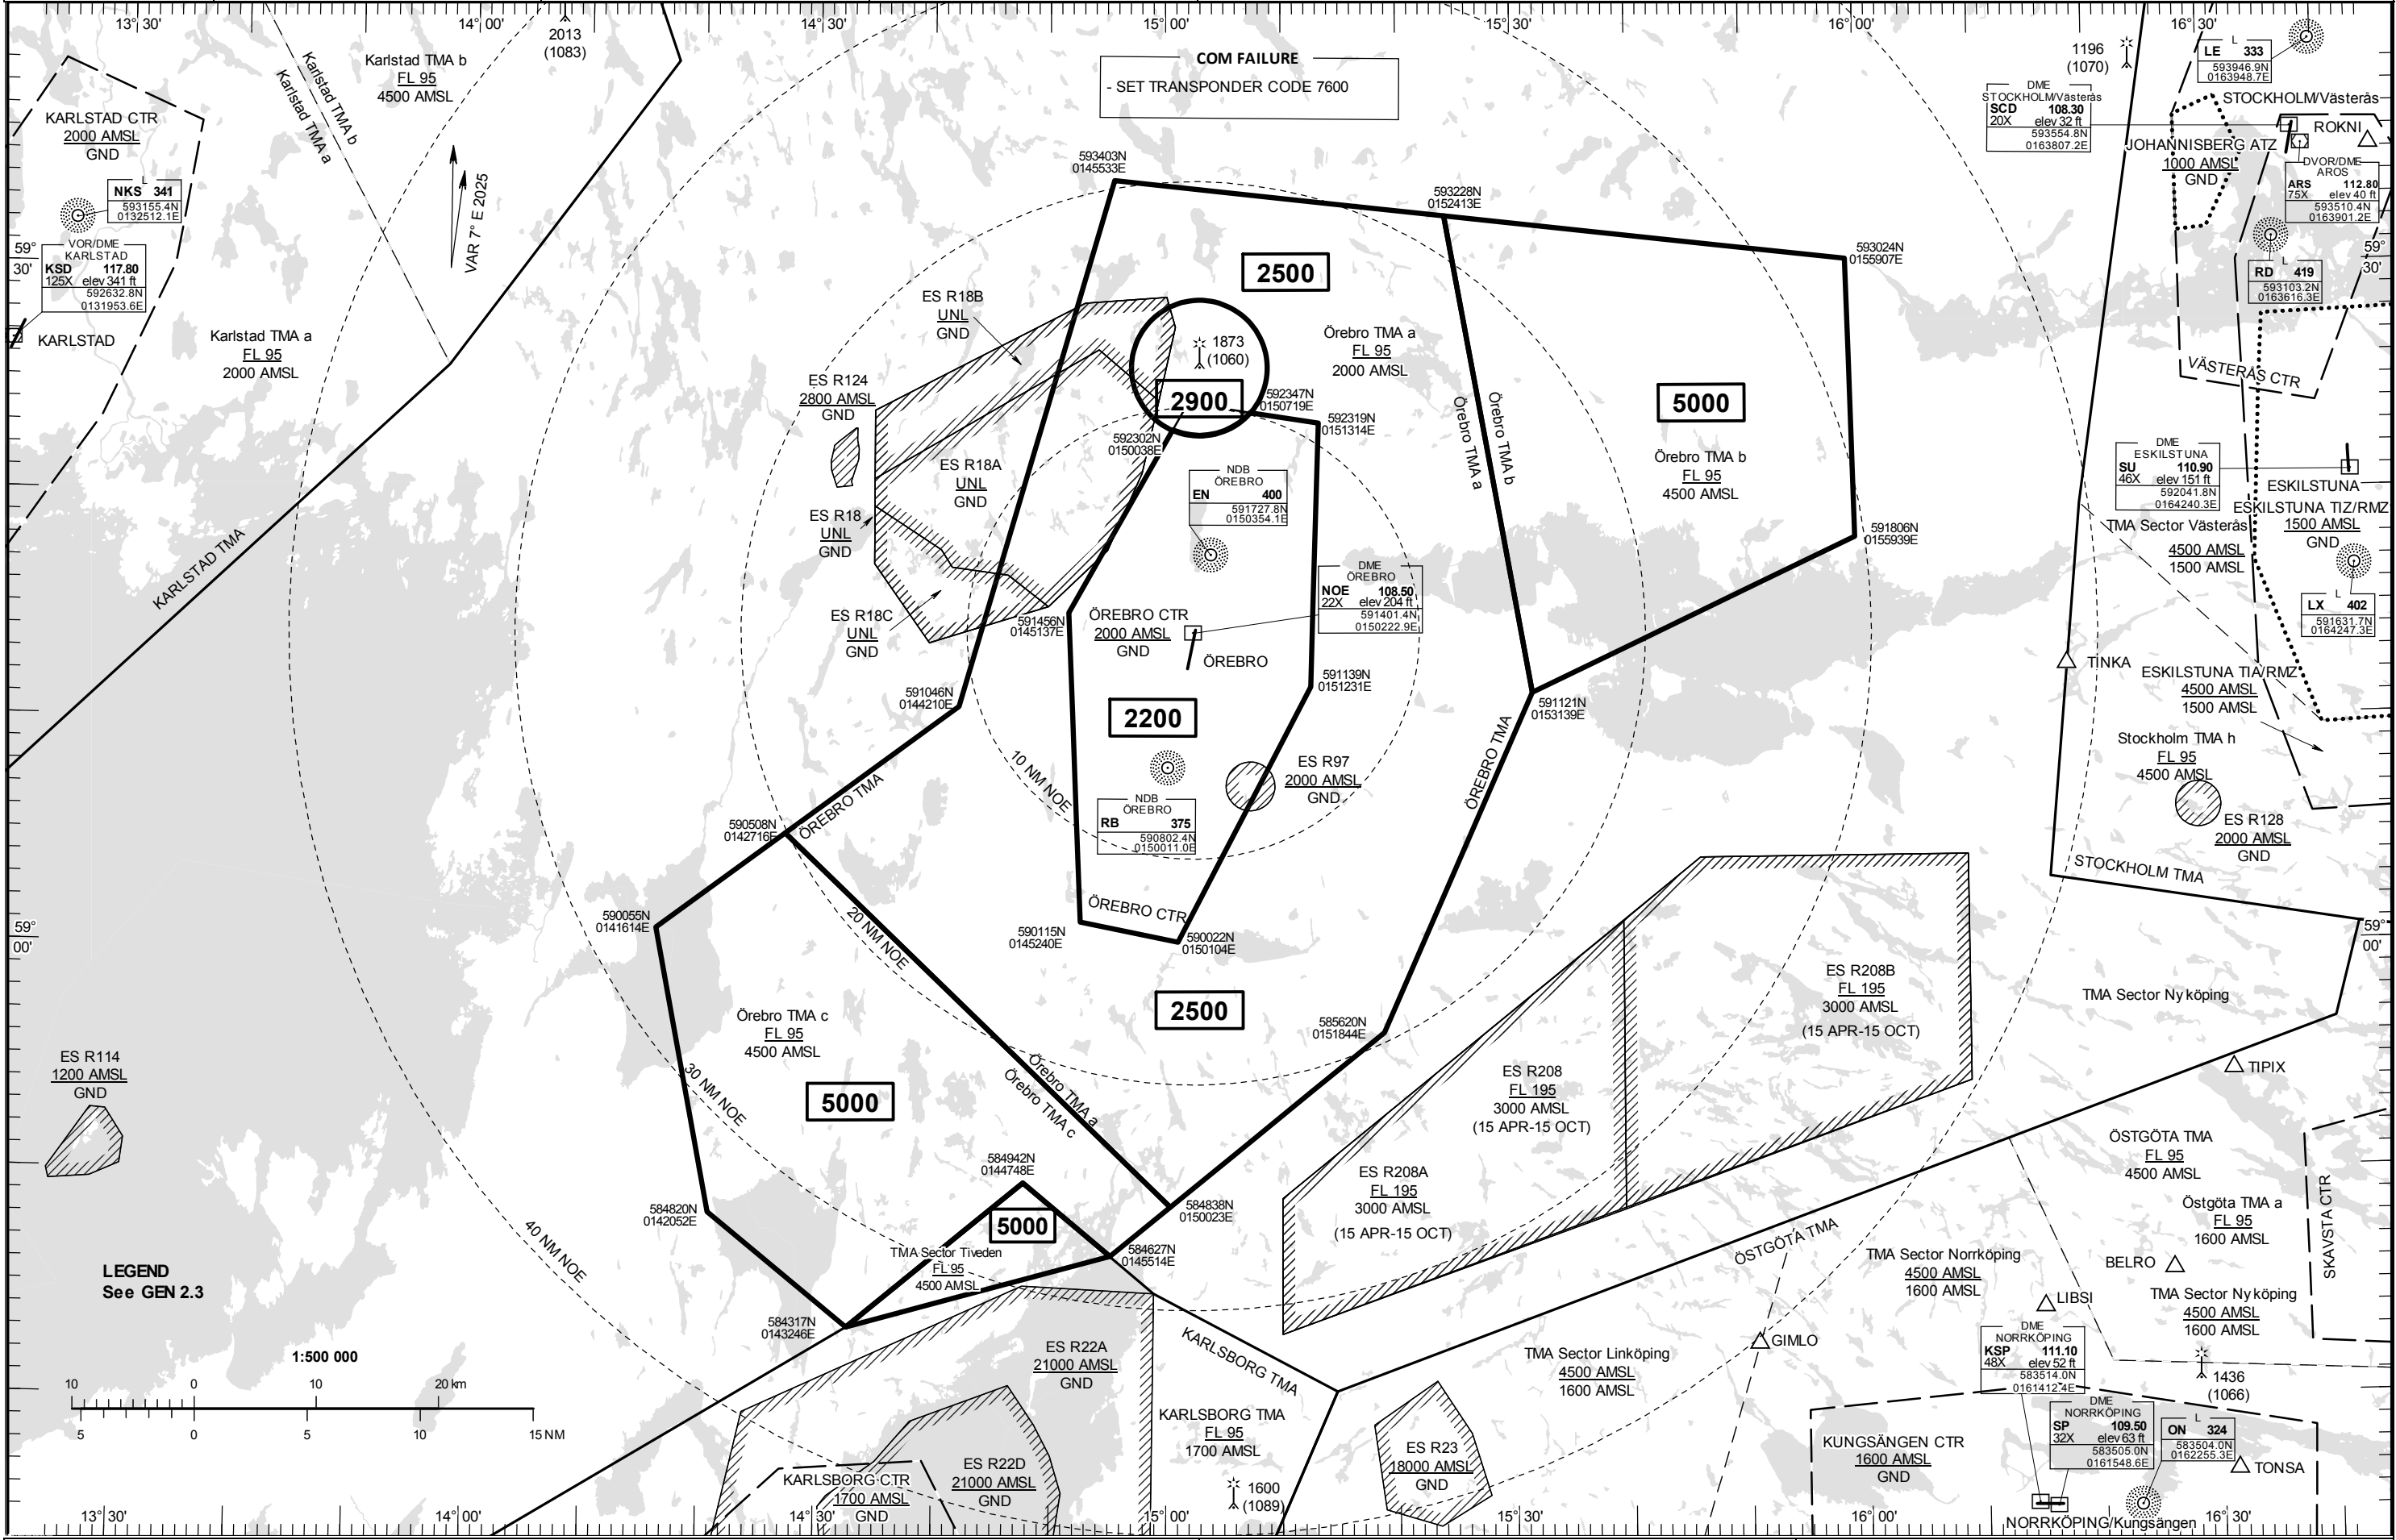 13° 30'
14° 00'
14° 30'
15° 00'
15° 30'
16° 00'
16° 30'
2013
(1083)
Karlstad TMA b
FL 95
4500 AMSL
Karlstad TMA b
Karlstad TMA a
KARLSTAD CTR
2000 AMSL
GND
L
NKS 341
593155.4N
0132512.1E
VOR/DME
KARLSTAD
KSD 117.80
125X elev 341 ft
592632.8N
0131953.6E
KARLSTAD
59°
30'
VAR 7° E 2025
Karlstad TMA a
FL 95
2000 AMSL
KARLSTAD TMA
COM FAILURE
- SET TRANSPONDER CODE 7600
593403N
0145533E
593228N
0152413E
593024N
0155907E
2500
ES R18B
UNL
GND
1873
(1060)
Örebro TMA a
FL 95
2000 AMSL
2900
592347N
0150719E
592319N
0151314E
592302N
0150038E
ES R124
2800 AMSL
GND
ES R18A
UNL
GND
ES R18
UNL
GND
ES R18C
UNL
GND
NDB
ÖREBRO
EN 400
591727.8N
0150354.1E
DME
ÖREBRO
NOE 108.50
22X elev 204 ft
591401.4N
0150222.9E
Örebro TMA b
Örebro TMA a
5000
Örebro TMA b
FL 95
4500 AMSL
591806N
0155939E
591456N
0145137E
ÖREBRO CTR
2000 AMSL
GND
ÖREBRO
591046N
0144210E
591139N
0151231E
591121N
0153139E
2200
10 NM NOE
NDB
ÖREBRO
RB 375
590802.4N
0150011.0E
ES R97
2000 AMSL
GND
ÖREBRO TMA
ÖREBRO TMA
590508N
0142716E
590055N
0141614E
20 NM NOE
ÖREBRO CTR
590115N
0145240E
590022N
0150104E
2500
585620N
0151844E
Örebro TMA c
FL 95
4500 AMSL
5000
30 NM NOE
Örebro TMA a
Örebro TMA c
584942N
0144748E
584820N
0142052E
5000
584838N
0150023E
584627N
0145514E
TMA Sector Tiveden
FL 95
4500 AMSL
40 NM NOE
584317N
0143246E
59°
00'
ES R114
1200 AMSL
GND
LEGEND
See GEN 2.3
1:500 000
10 0 10 20 km
5 0 5 10 15 NM
ES R22A
21000 AMSL
GND
ES R22D
21000 AMSL
GND
KARLSBORG CTR
1700 AMSL
GND
KARLSBORG TMA
KARLSBORG TMA
FL 95
1700 AMSL
1600
(1089)
ES R23
18000 AMSL
GND
ES R208A
FL 195
3000 AMSL
(15 APR-15 OCT)
ES R208
FL 195
3000 AMSL
(15 APR-15 OCT)
ES R208B
FL 195
3000 AMSL
(15 APR-15 OCT)
TMA Sector Linköping
4500 AMSL
1600 AMSL
ÖSTGÖTA TMA
GIMLO
TMA Sector Norrköping
4500 AMSL
1600 AMSL
LIBSI
DME
NORRKÖPING
KSP 111.10
48X elev 52 ft
583514.0N
0161412.4E
DME
NORRKÖPING
SP 109.50
32X elev 63 ft
583505.0N
0161548.6E
L
ON 324
583504.0N
0162255.3E
TONSA
KUNGSÄNGEN CTR
1600 AMSL
GND
NORRKÖPING/Kungsängen
1436
(1066)
BELRO
TMA Sector Nyköping
4500 AMSL
1600 AMSL
Östgöta TMA a
FL 95
1600 AMSL
ÖSTGÖTA TMA
FL 95
4500 AMSL
SKAVSTA CTR
TIPIX
TMA Sector Nyköping
59°
00'
STOCKHOLM TMA
ES R128
2000 AMSL
GND
Stockholm TMA h
FL 95
4500 AMSL
ESKILSTUNA TIA/RMZ
4500 AMSL
1500 AMSL
TINKA
L
LX 402
591631.7N
0164247.3E
TMA Sector Västerås
4500 AMSL
1500 AMSL
ESKILSTUNA
ESKILSTUNA TIZ/RMZ
1500 AMSL
GND
DME
ESKILSTUNA
SU 110.90
46X elev 151 ft
592041.8N
0164240.3E
VÄSTERÅS CTR
L
RD 419
593103.2N
0163616.3E
59°
30'
DVOR/DME
AROS
ARS 112.80
75X elev 40 ft
593510.4N
0163901.2E
JOHANNISBERG ATZ
1000 AMSL
GND
ROKNI
STOCKHOLM/Västerås
DME
STOCKHOLM/Västerås
SCD 108.30
20X elev 32 ft
593554.8N
0163807.2E
1196
(1070)
L
LE 333
593946.9N
0163948.7E
13° 30'
14° 00'
14° 30'
15° 00'
15° 30'
16° 00'
16° 30'